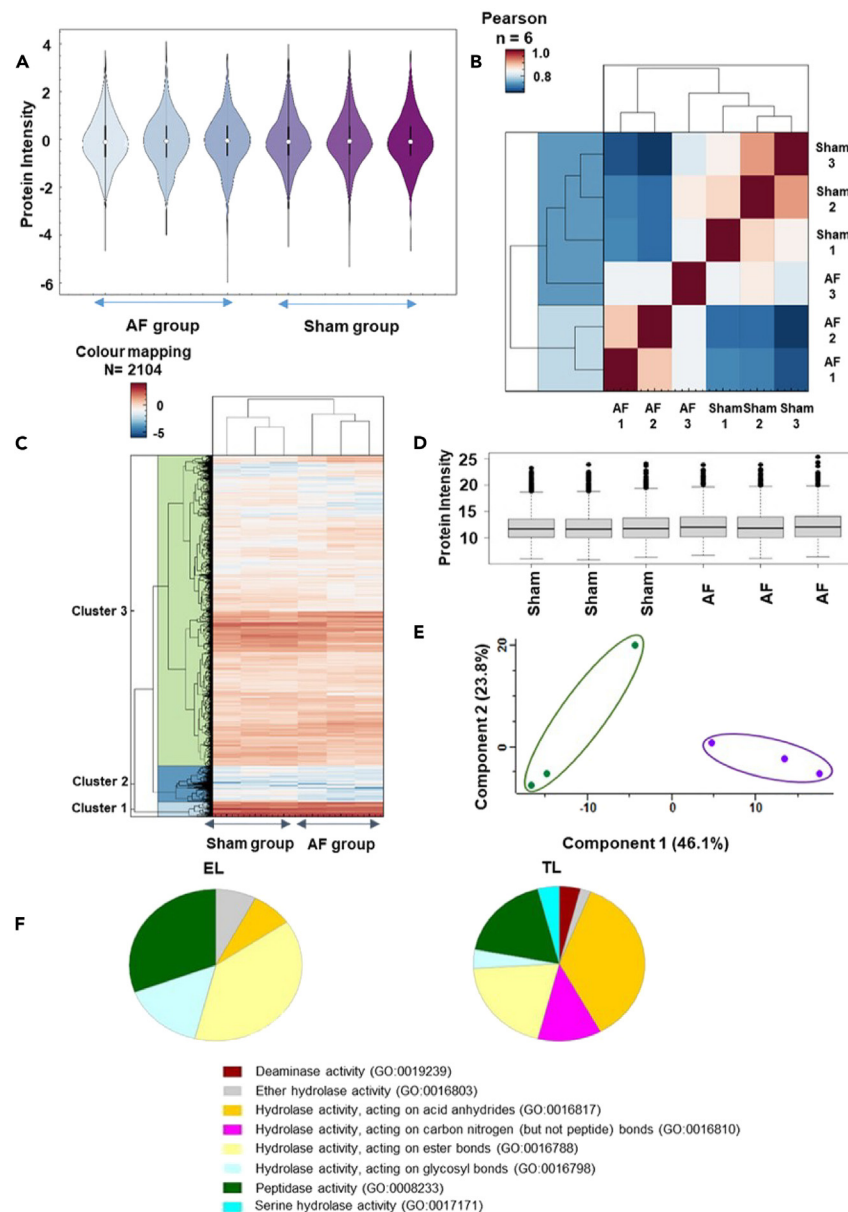 A
Protein Intensity
4
2
0
-2
-4
-6
AF group
Sham group
B
Pearson
n = 6
1.0
0.8
Sham
3
Sham
2
Sham
1
AF
3
AF
2
AF
1
AF
1
AF
2
AF
3
Sham
1
Sham
2
Sham
3
C
Colour mapping
N= 2104
0
-5
Cluster 3
Cluster 2
Cluster 1
Sham group
AF group
D
Protein Intensity
25
20
15
10
Sham
Sham
Sham
AF
AF
AF
E
Component 2 (23.8%)
20
0
-10
0
10
Component 1 (46.1%)
F
EL
TL
Deaminase activity (GO:0019239)
Ether hydrolase activity (GO:0016803)
Hydrolase activity, acting on acid anhydrides (GO:0016817)
Hydrolase activity, acting on carbon nitrogen (but not peptide) bonds (GO:0016810)
Hydrolase activity, acting on ester bonds (GO:0016788)
Hydrolase activity, acting on glycosyl bonds (GO:0016798)
Peptidase activity (GO:0008233)
Serine hydrolase activity (GO:0017171)